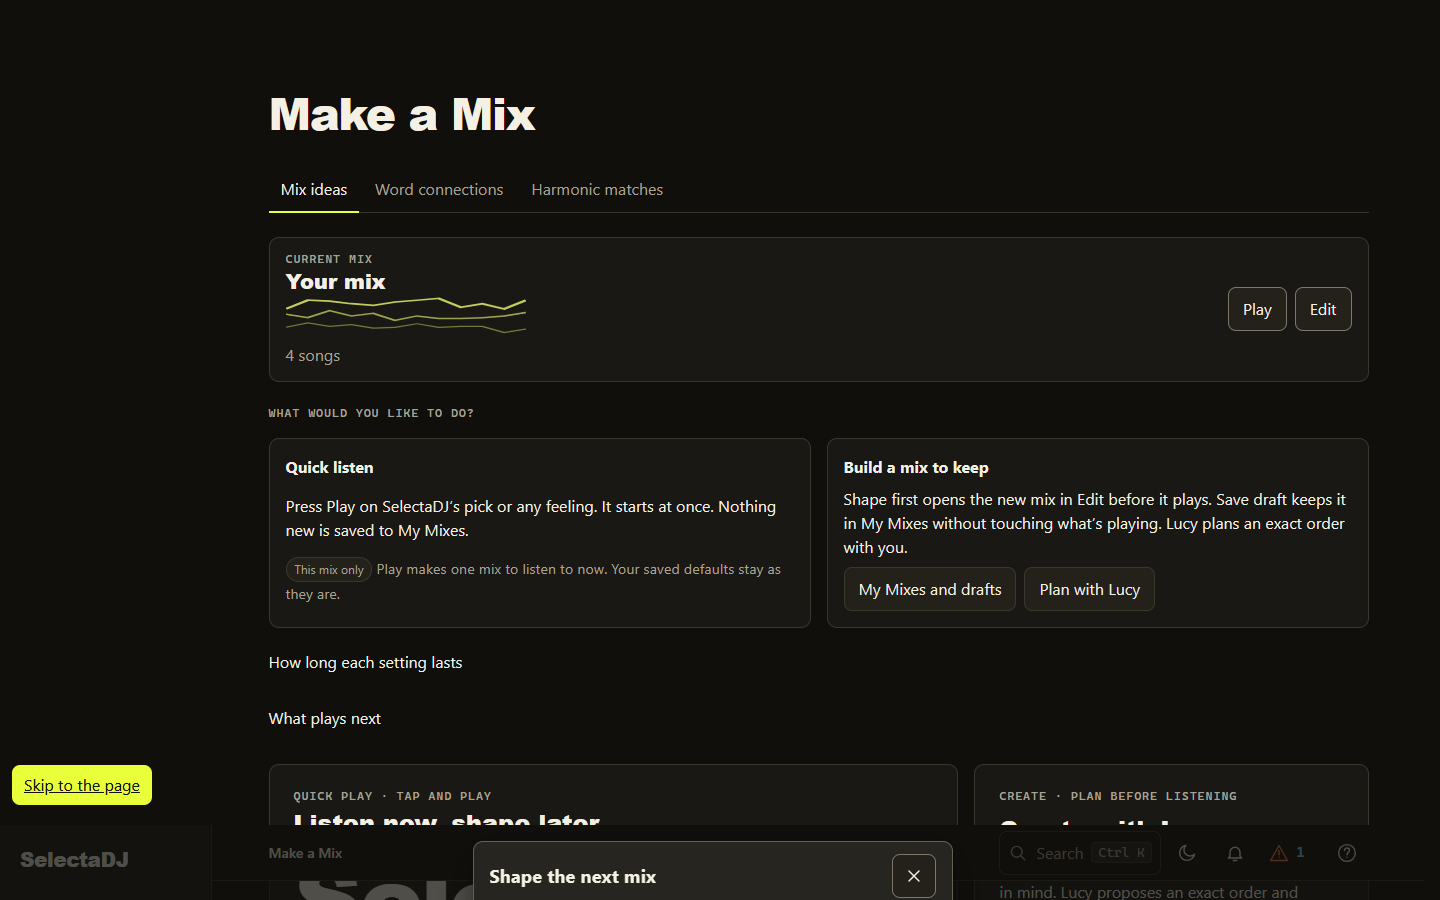 Make a Mix
Mix ideas
Word connections
Harmonic matches
CURRENT MIX
Your mix
4 songs
Play
Edit
WHAT WOULD YOU LIKE TO DO?
Quick listen
Press Play on SelectaDJ’s pick or any feeling. It starts at once. Nothing
new is saved to My Mixes.
This mix only Play makes one mix to listen to now. Your saved defaults stay as
they are.
Build a mix to keep
Shape first opens the new mix in Edit before it plays. Save draft keeps it
in My Mixes without touching what’s playing. Lucy plans an exact order
with you.
My Mixes and drafts
Plan with Lucy
How long each setting lasts
What plays next
Skip to the page
QUICK PLAY · TAP AND PLAY
Listen now, shape later
CREATE · PLAN BEFORE LISTENING
SelectaDJ
Make a Mix
Search Ctrl K
1
Shape the next mix
in mind. Lucy proposes an exact order and